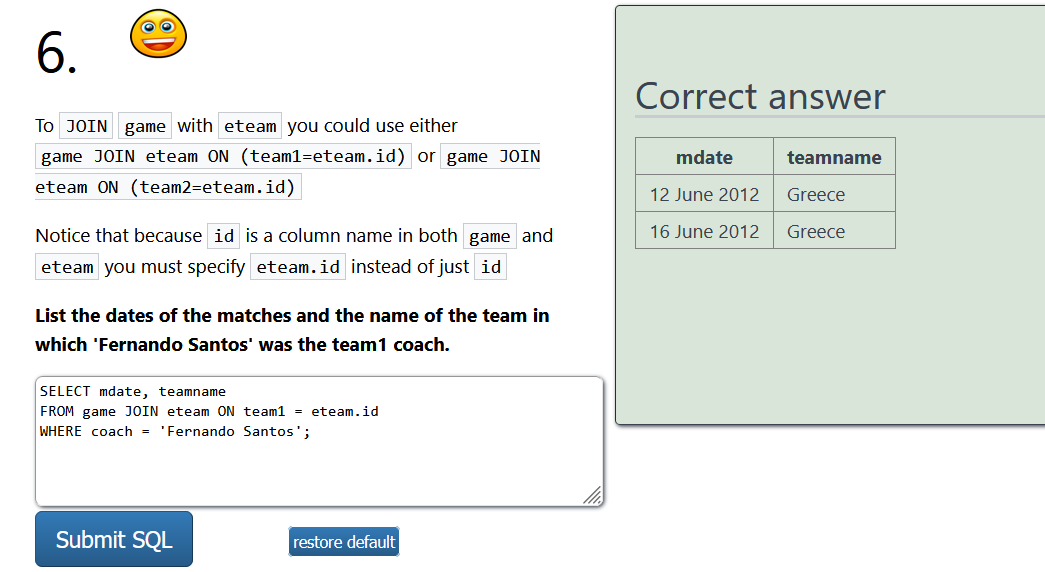 6.
To JOIN game with eteam you could use either
game JOIN eteam ON (team1=eteam.id) or game JOIN
eteam ON (team2=eteam.id)
Notice that because id is a column name in both game and
eteam you must specify eteam.id instead of just id
List the dates of the matches and the name of the team in
which 'Fernando Santos' was the team1 coach.
SELECT mdate, teamname
FROM game JOIN eteam ON team1 = eteam.id
WHERE coach = 'Fernando Santos';
Submit SQL
restore default
Correct answer
mdate teamname
12 June 2012 Greece
16 June 2012 Greece